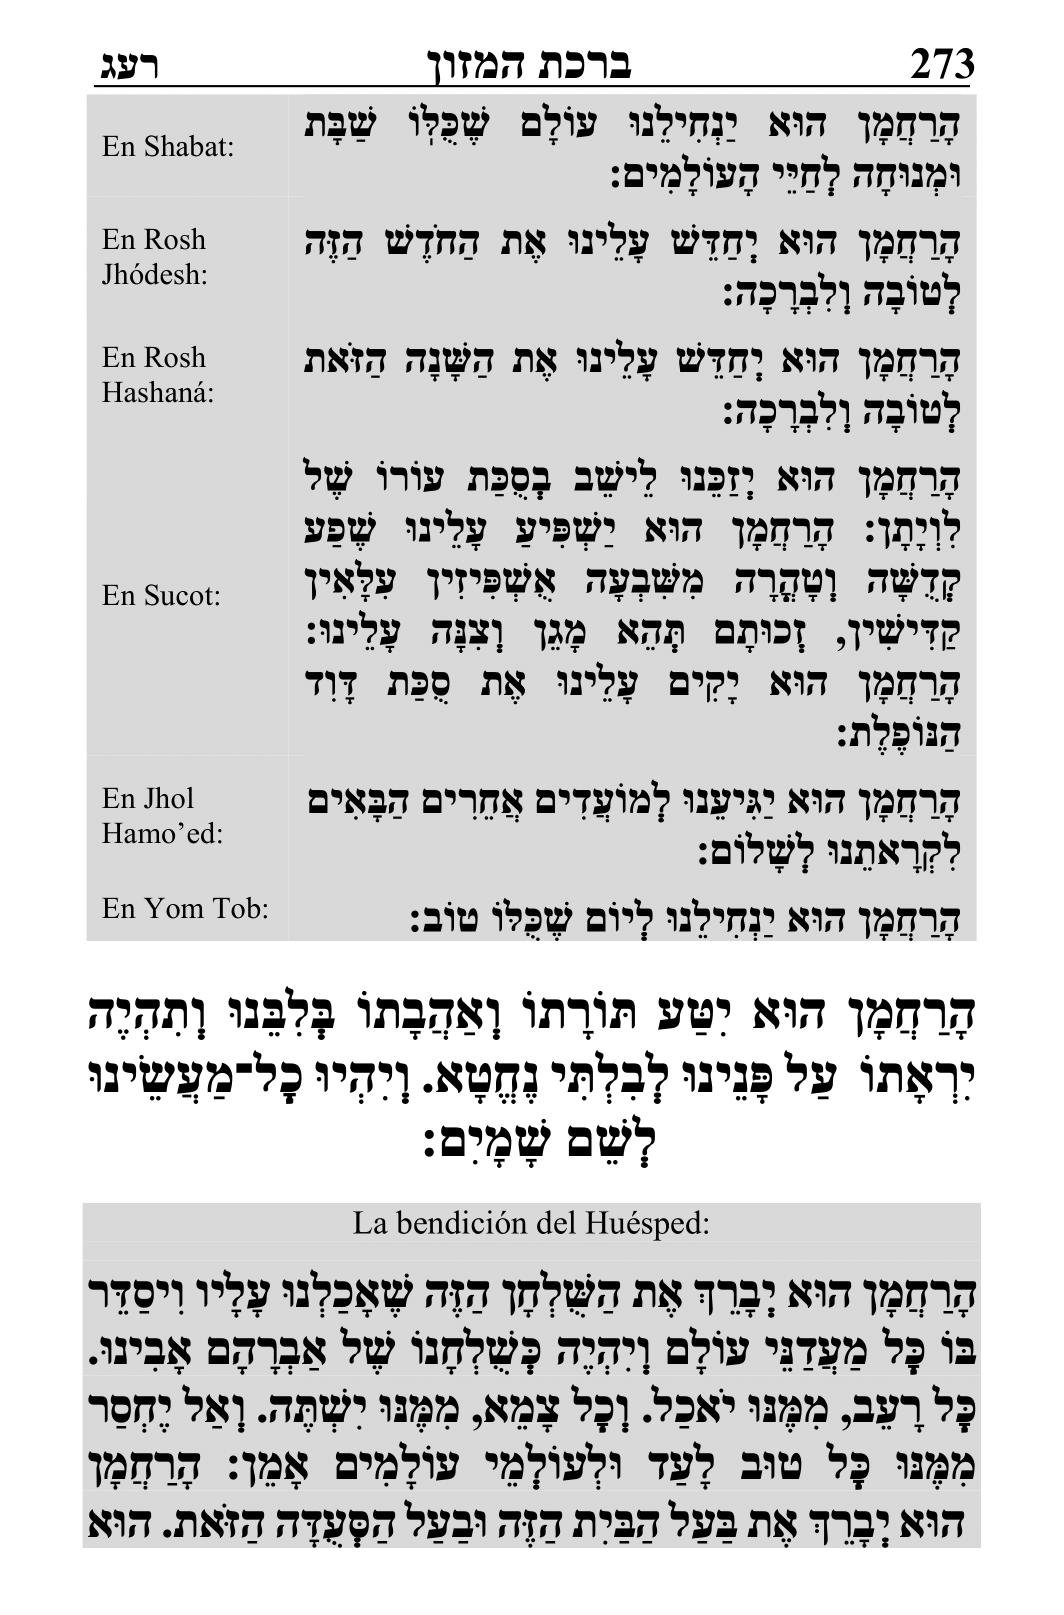 273 ברכת המזון רעג
En Shabat:
הָרַחֲמָן הוּא יַנְחִילֵנוּ עוֹלָם שֶׁכֻּלּוֹ שַׁבָּת
וּמְנוּחָה לְחַיֵּי הָעוֹלָמִים:
En Rosh
Jhódesh:
הָרַחֲמָן הוּא יְחַדֵּשׁ עָלֵינוּ אֶת הַחֹדֶשׁ הַזֶּה
לְטוֹבָה וְלִבְרָכָה:
En Rosh
Hashaná:
הָרַחֲמָן הוּא יְחַדֵּשׁ עָלֵינוּ אֶת הַשָּׁנָה הַזֹּאת
לְטוֹבָה וְלִבְרָכָה:
En Sucot:
הָרַחֲמָן הוּא יְזַכֵּנוּ לֵישֵׁב בְּסֻכַּת עוֹרוֹ שֶׁל
לִוְיָתָן: הָרַחֲמָן הוּא יַשְׁפִּיעַ עָלֵינוּ שֶׁפַע
קְדֻשָּׁה וְטָהֳרָה מִשִּׁבְעָה אֻשְׁפִּיזִין עִלָּאִין
קַדִּישִׁין, זְכוּתָם תְּהֵא מָגֵן וְצִנָּה עָלֵינוּ:
הָרַחֲמָן הוּא יָקִים עָלֵינוּ אֶת סֻכַּת דָּוִד
הַנּוֹפֶלֶת:
En Jhol
Hamo’ed:
הָרַחֲמָן הוּא יַגִּיעֵנוּ לְמוֹעֲדִים אֲחֵרִים הַבָּאִים
לִקְרָאתֵנוּ לְשָׁלוֹם:
En Yom Tob:
הָרַחֲמָן הוּא יַנְחִילֵנוּ לְיוֹם שֶׁכֻּלּוֹ טוֹב:
הָרַחֲמָן הוּא יִטַּע תּוֹרָתוֹ וְאַהֲבָתוֹ בְּלִבֵּנוּ וְתִהְיֶה
יִרְאָתוֹ עַל פָּנֵינוּ לְבִלְתִּי נֶחֱטָא. וְיִהְיוּ כָל־מַעֲשֵׂינוּ
לְשֵׁם שָׁמָיִם:
La bendición del Huésped:
הָרַחֲמָן הוּא יְבָרֵךְ אֶת הַשֻּׁלְחָן הַזֶּה שֶׁאָכַלְנוּ עָלָיו וִיסַדֵּר
בּוֹ כָּל מַעֲדַנֵּי עוֹלָם וְיִהְיֶה כְּשֻׁלְחָנוֹ שֶׁל אַבְרָהָם אָבִינוּ.
כָּל רָעֵב, מִמֶּנּוּ יֹאכַל. וְכָל צָמֵא, מִמֶּנּוּ יִשְׁתֶּה. וְאַל יֶחְסַר
מִמֶּנּוּ כָּל טוּב לָעַד וּלְעוֹלְמֵי עוֹלָמִים אָמֵן: הָרַחֲמָן
הוּא יְבָרֵךְ אֶת בַּעַל הַבַּיִת הַזֶּה וּבַעַל הַסְּעֻדָּה הַזֹּאת. הוּא